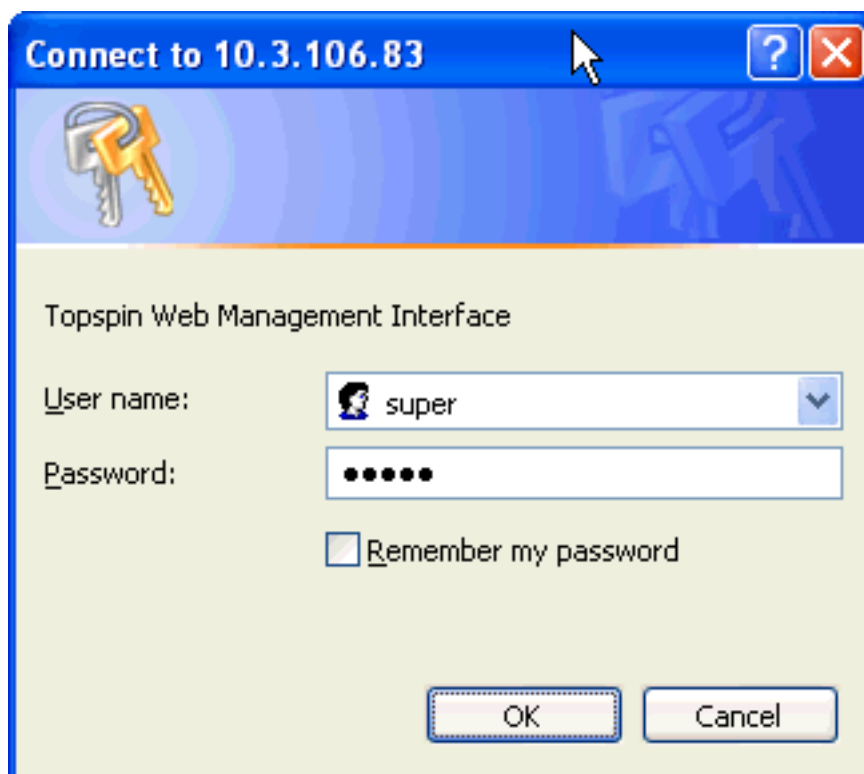 Connect to 10.3.106.83
Topspin Web Management Interface
User name:
super
Password:
●●●●●
Remember my password
OK
Cancel